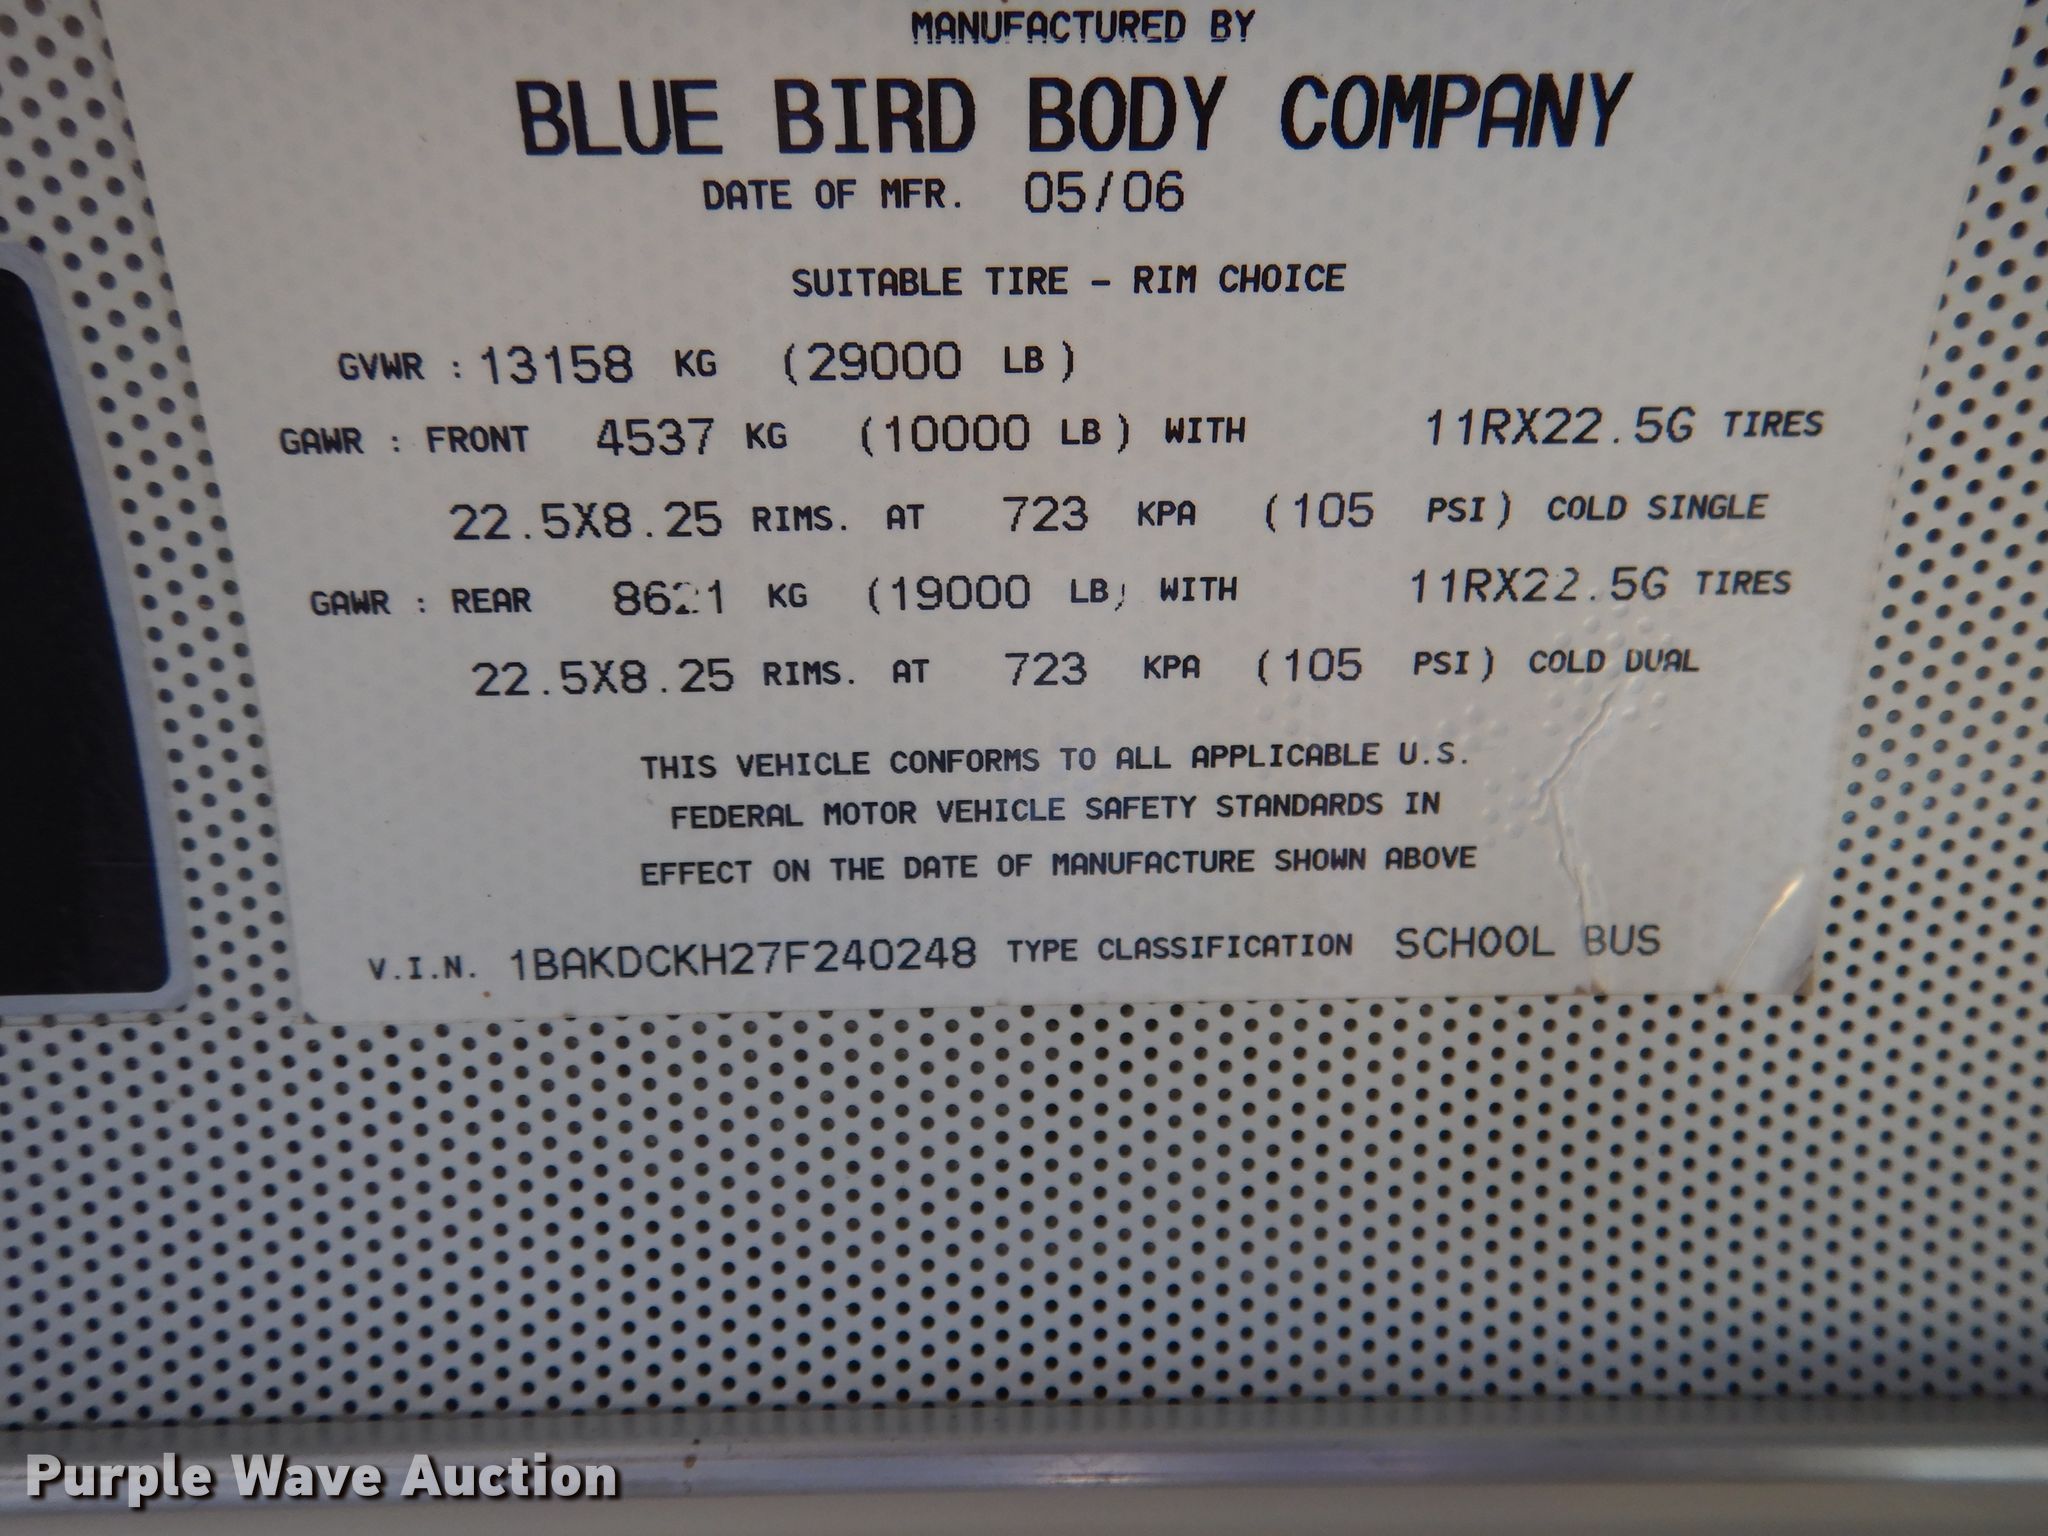 MANUFACTURED BY
BLUE BIRD BODY COMPANY
DATE OF MFR. 05/06
SUITABLE TIRE - RIM CHOICE
GVWR : 13158 KG (29000 LB)
GAWR : FRONT 4537 KG (10000 LB) WITH 11RX22.5G TIRES
22.5X8.25 RIMS. AT 723 KPA (105 PSI) COLD SINGLE
GAWR : REAR 8621 KG (19000 LB) WITH 11RX22.5G TIRES
22.5X8.25 RIMS. AT 723 KPA (105 PSI) COLD DUAL
THIS VEHICLE CONFORMS TO ALL APPLICABLE U.S.
FEDERAL MOTOR VEHICLE SAFETY STANDARDS IN
EFFECT ON THE DATE OF MANUFACTURE SHOWN ABOVE
V.I.N. 1BAKDCKH27F240248 TYPE CLASSIFICATION SCHOOL BUS
Purple Wave Auction